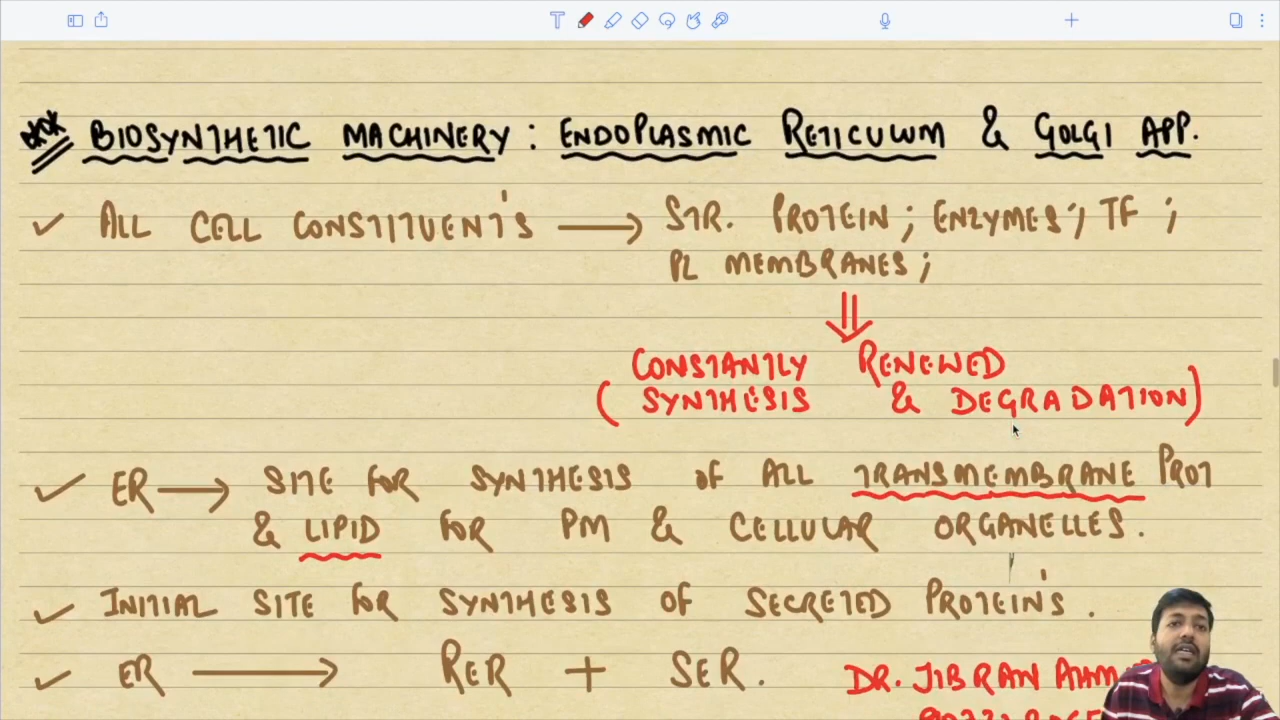 BIOSYNTHETIC MACHINERY : ENDOPLASMIC RETICULUM & GOLGI APP.
✓ ALL CELL CONSTITUENT'S → STR. PROTEIN ; ENZYMES ; TF ;
PL MEMBRANES ;
CONSTANTLY RENEWED
( SYNTHESIS & DEGRADATION )
✓ ER → SITE FOR SYNTHESIS OF ALL TRANSMEMBRANE PROT
& LIPID FOR PM & CELLULAR ORGANELLES .
✓ INITIAL SITE FOR SYNTHESIS OF SECRETED PROTEIN'S .
✓ ER → RER + SER .
DR. JIBRAN